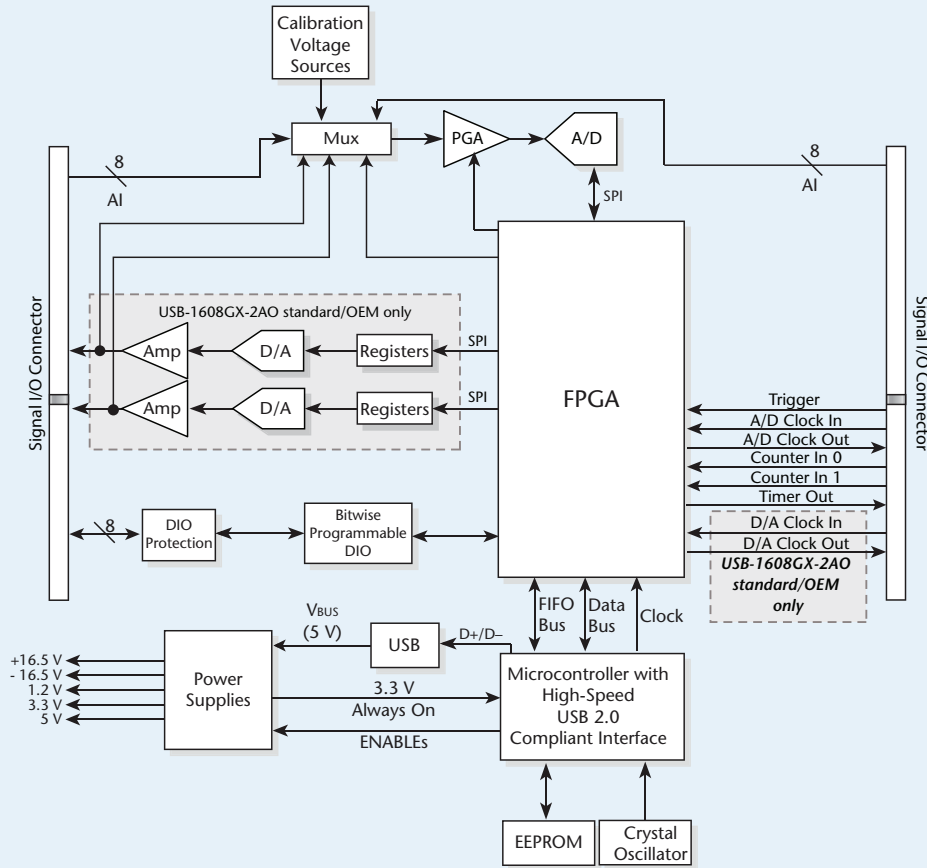 Calibration
Voltage
Sources
Mux
PGA
A/D
8
AI
8
AI
SPI
Signal I/O Connector
Signal I/O Connector
USB-1608GX-2AO standard/OEM only
Amp
D/A
Registers
SPI
Amp
D/A
Registers
SPI
FPGA
Trigger
A/D Clock In
A/D Clock Out
Counter In 0
Counter In 1
Timer Out
D/A Clock In
D/A Clock Out
USB-1608GX-2AO
standard/OEM
only
8
DIO
Protection
Bitwise
Programmable
DIO
FIFO
Bus
Data
Bus
Clock
VBUS
(5 V)
USB
D+/D–
+16.5 V
- 16.5 V
1.2 V
3.3 V
5 V
Power
Supplies
3.3 V
Always On
ENABLEs
Microcontroller with
High-Speed
USB 2.0
Compliant Interface
EEPROM
Crystal
Oscillator